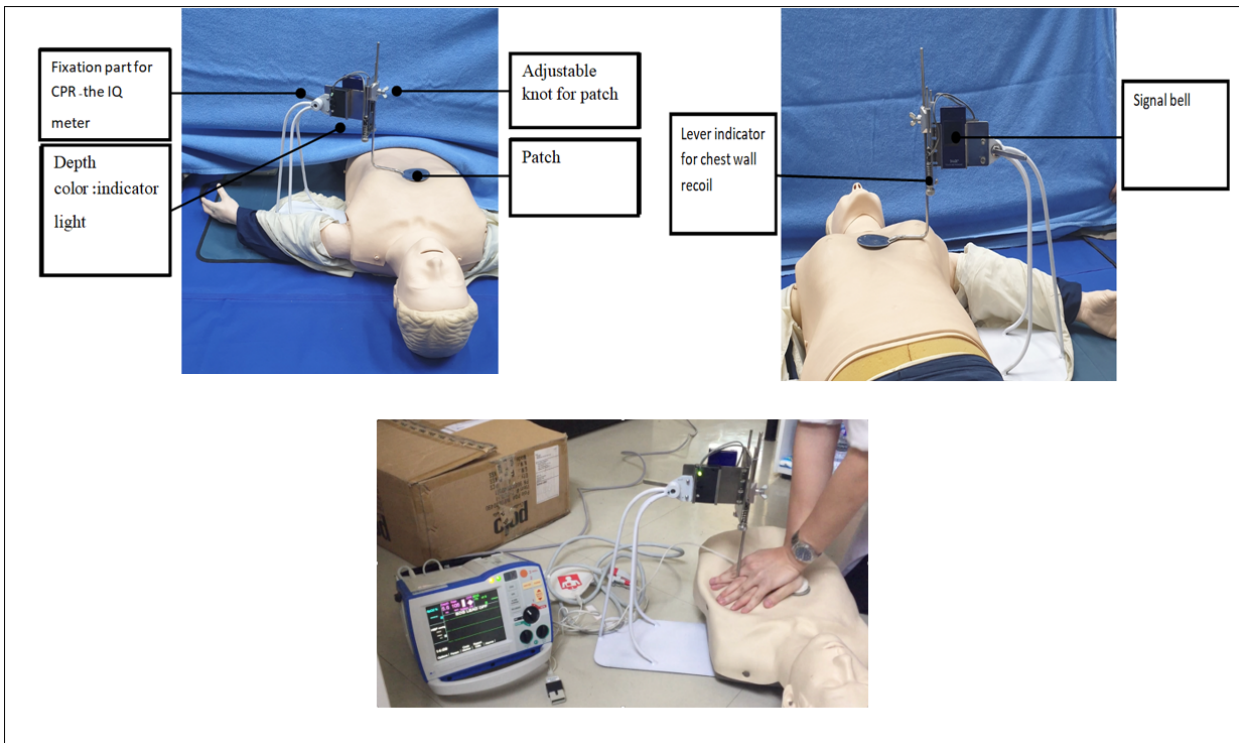 Fixation part for
CPR -the IQ
meter
Depth
color :indicator
light
Adjustable
knot for patch
Patch
Lever indicator
for chest wall
recoil
Signal bell